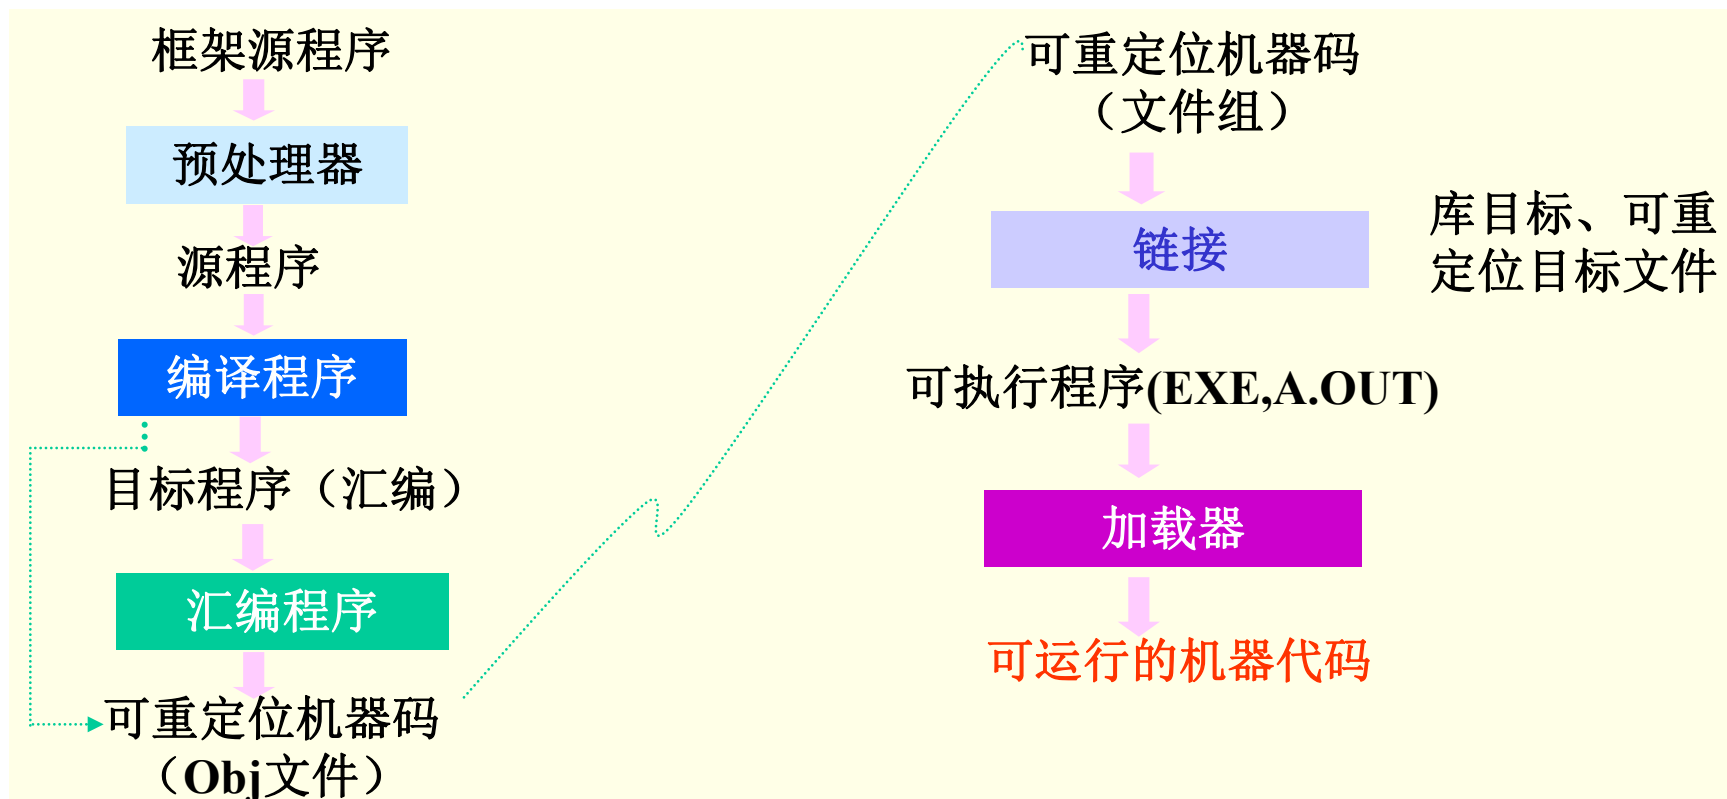 框架源程序
预处理器
源程序
编译程序
目标程序（汇编）
汇编程序
可重定位机器码
（Obj文件）
可重定位机器码
（文件组）
链接
库目标、可重
定位目标文件
可执行程序(EXE,A.OUT)
加载器
可运行的机器代码